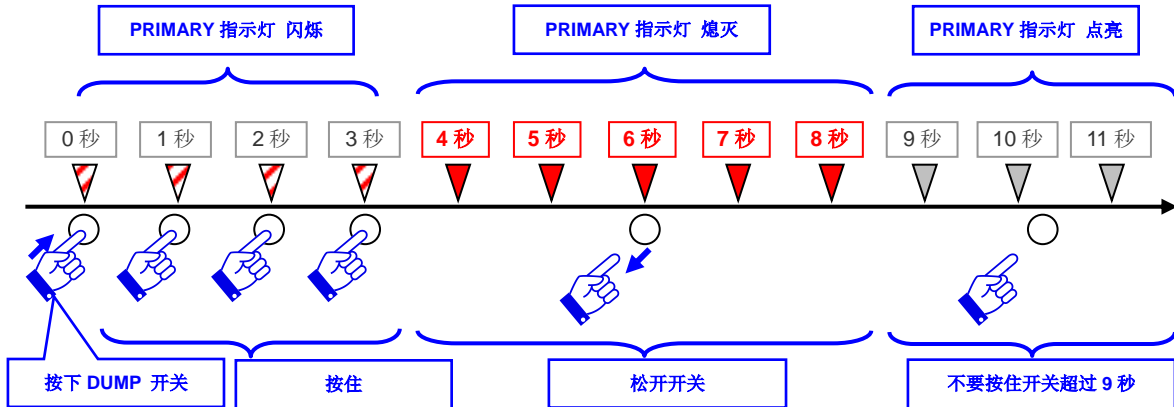 PRIMARY 指示灯 闪烁
PRIMARY 指示灯 熄灭
PRIMARY 指示灯 点亮
0 秒
1 秒
2 秒
3 秒
4 秒
5 秒
6 秒
7 秒
8 秒
9 秒
10 秒
11 秒
按下 DUMP 开关
按住
松开开关
不要按住开关超过 9 秒